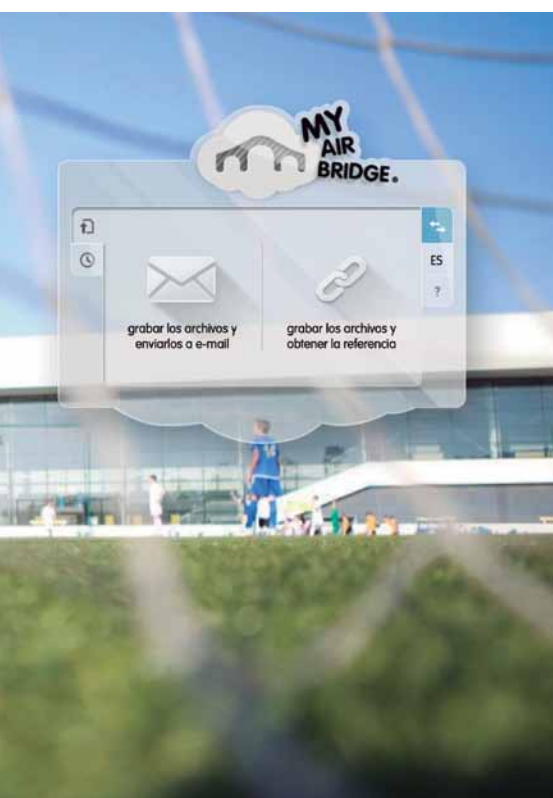 MY
AIR
BRIDGE.
ES
?
grabar los archivos y
enviarlos a e-mail
grabar los archivos y
obtener la referencia